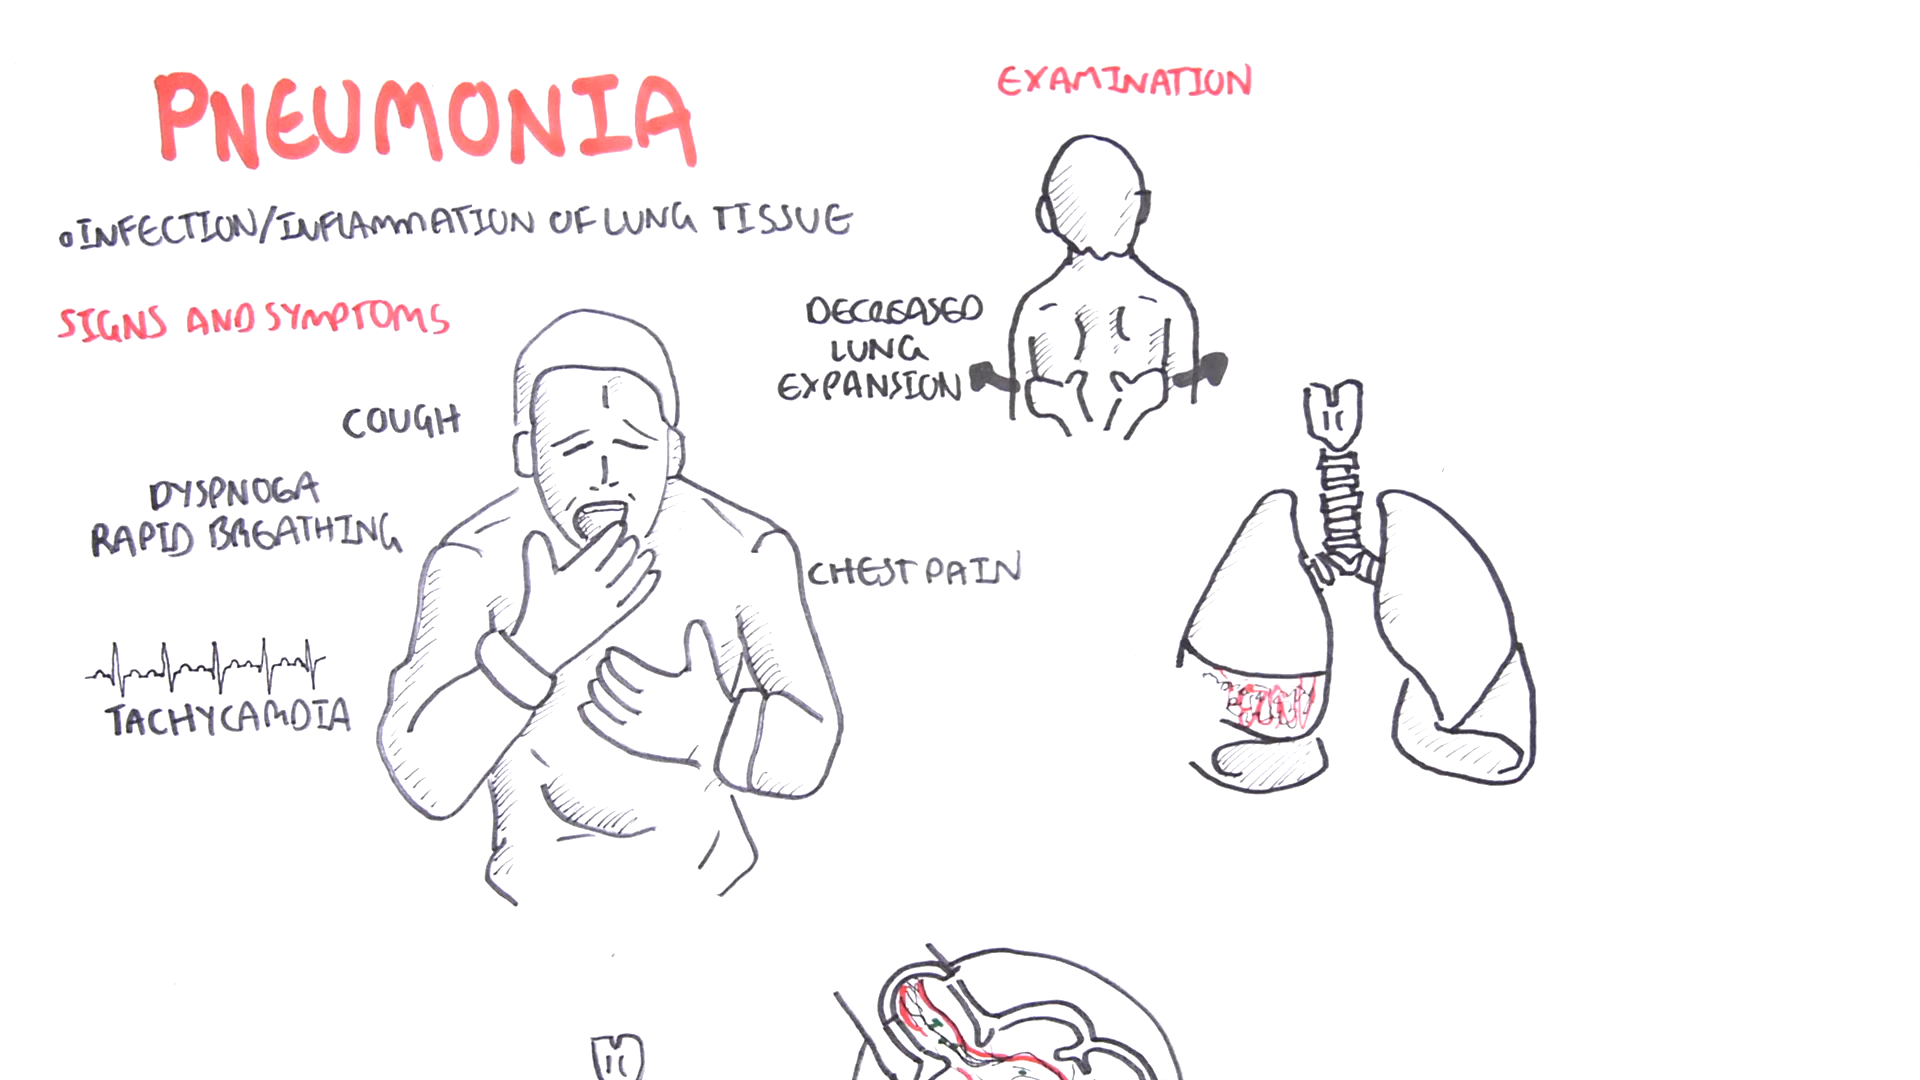 PNEUMONIA
•INFECTION/INFLAMMATION OF LUNG TISSUE
SIGNS AND SYMPTOMS
COUGH
DYSPNOEA
RAPID BREATHING
TACHYCARDIA
CHEST PAIN
EXAMINATION
DECREASED
LUNG
EXPANSION